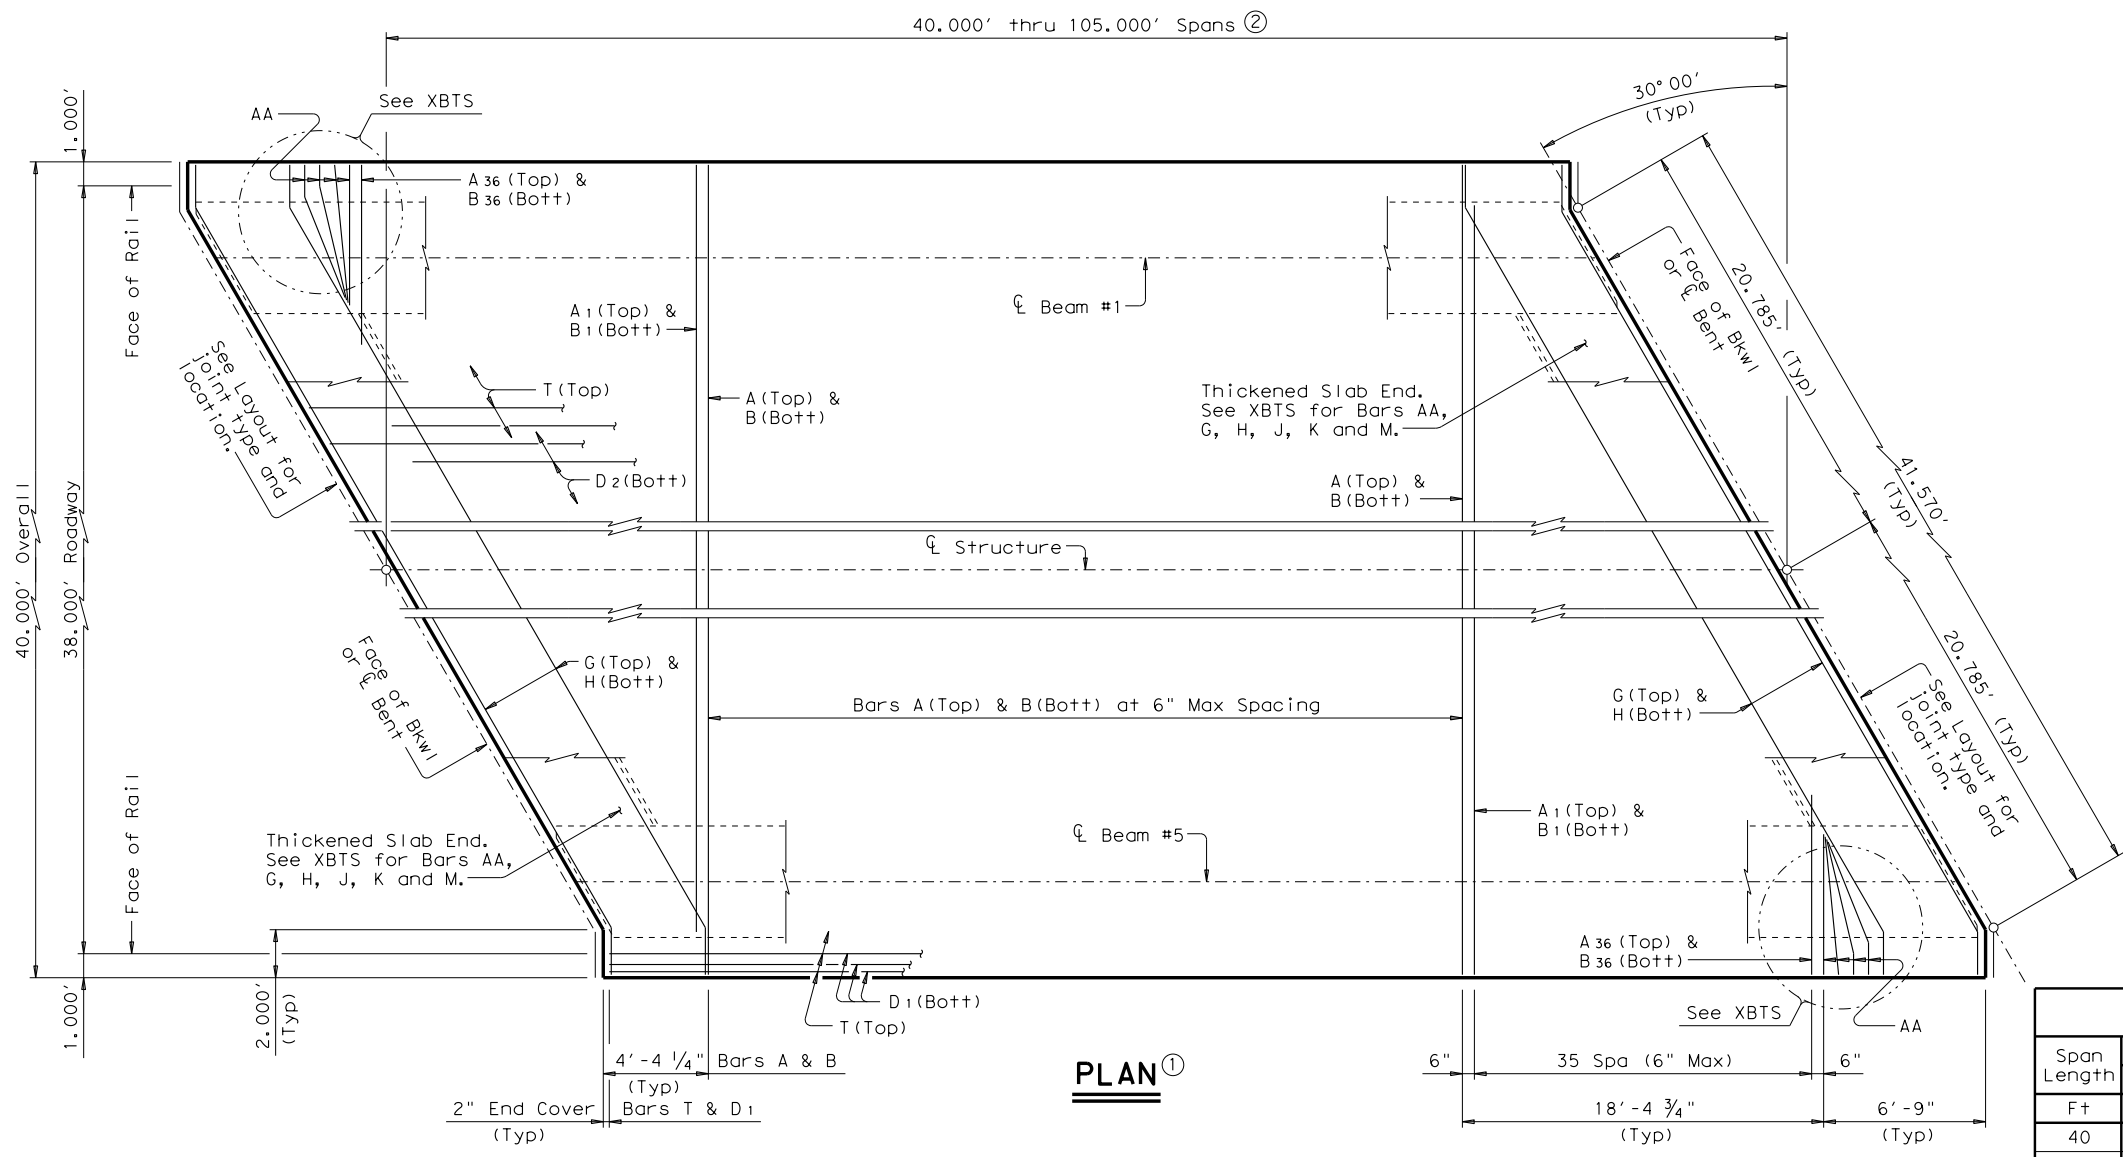 40.000' thru 105.000' Spans ②
1.000'
AA
See XBTS
30°00'
(Typ)
A 36 (Top) &
B 36 (Bott)
Face of Rail
A1(Top) &
B1(Bott)
℄ Beam #1
Face of Bkwl
or ℄ Bent
20.785' (Typ)
41.570'
(Typ)
See Layout for
joint type and
location.
T(Top)
A(Top) &
B(Bott)
Thickened Slab End.
See XBTS for Bars AA,
G, H, J, K and M.
D2(Bott)
A(Top) &
B(Bott)
40.000' Overall
38.000' Roadway
℄ Structure
Face of Bkwl
or ℄ Bent
G(Top) &
H(Bott)
Bars A(Top) & B(Bott) at 6" Max Spacing
G(Top) &
H(Bott)
20.785' (Typ)
See Layout for
joint type and
location.
Face of Rail
Thickened Slab End.
See XBTS for Bars AA,
G, H, J, K and M.
℄ Beam #5
A1(Top) &
B1(Bott)
A 36 (Top) &
B 36 (Bott)
1.000'
2.000'
(Typ)
D1(Bott)
T(Top)
See XBTS
AA
4'-4 1/4" Bars A & B
(Typ)
PLAN ①
6"
35 Spa (6" Max)
6"
2" End Cover
(Typ)
Bars T & D1
18'-4 3/4"
(Typ)
6'-9"
(Typ)
Span
Length
Ft
40